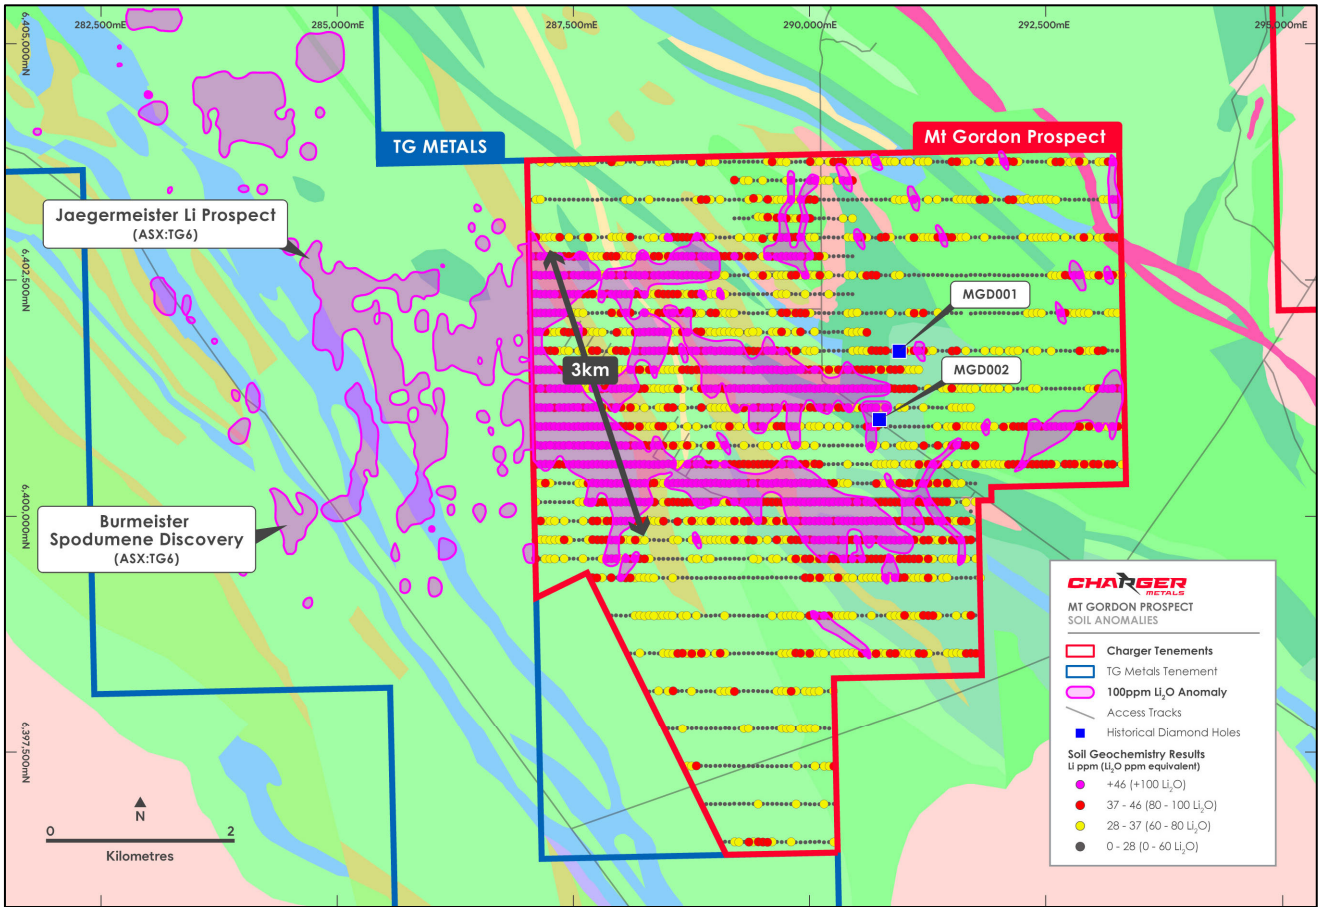 282,500mE
285,000mE
287,500mE
290,000mE
292,500mE
295,000mE
6,405,000mN
6,402,500mN
6,400,000mN
6,397,500mN
TG METALS
Mt Gordon Prospect
Jaegermeister Li Prospect
(ASX:TG6)
MGD001
MGD002
3km
Burmeister
Spodumene Discovery
(ASX:TG6)
N
0 2
Kilometres
CHARGER
METALS
MT GORDON PROSPECT
SOIL ANOMALIES
Charger Tenements
TG Metals Tenement
100ppm Li₂O Anomaly
Access Tracks
Historical Diamond Holes
Soil Geochemistry Results
Li ppm (Li₂O ppm equivalent)
+46 (+100 Li₂O)
37 - 46 (80 - 100 Li₂O)
28 - 37 (60 - 80 Li₂O)
0 - 28 (0 - 60 Li₂O)